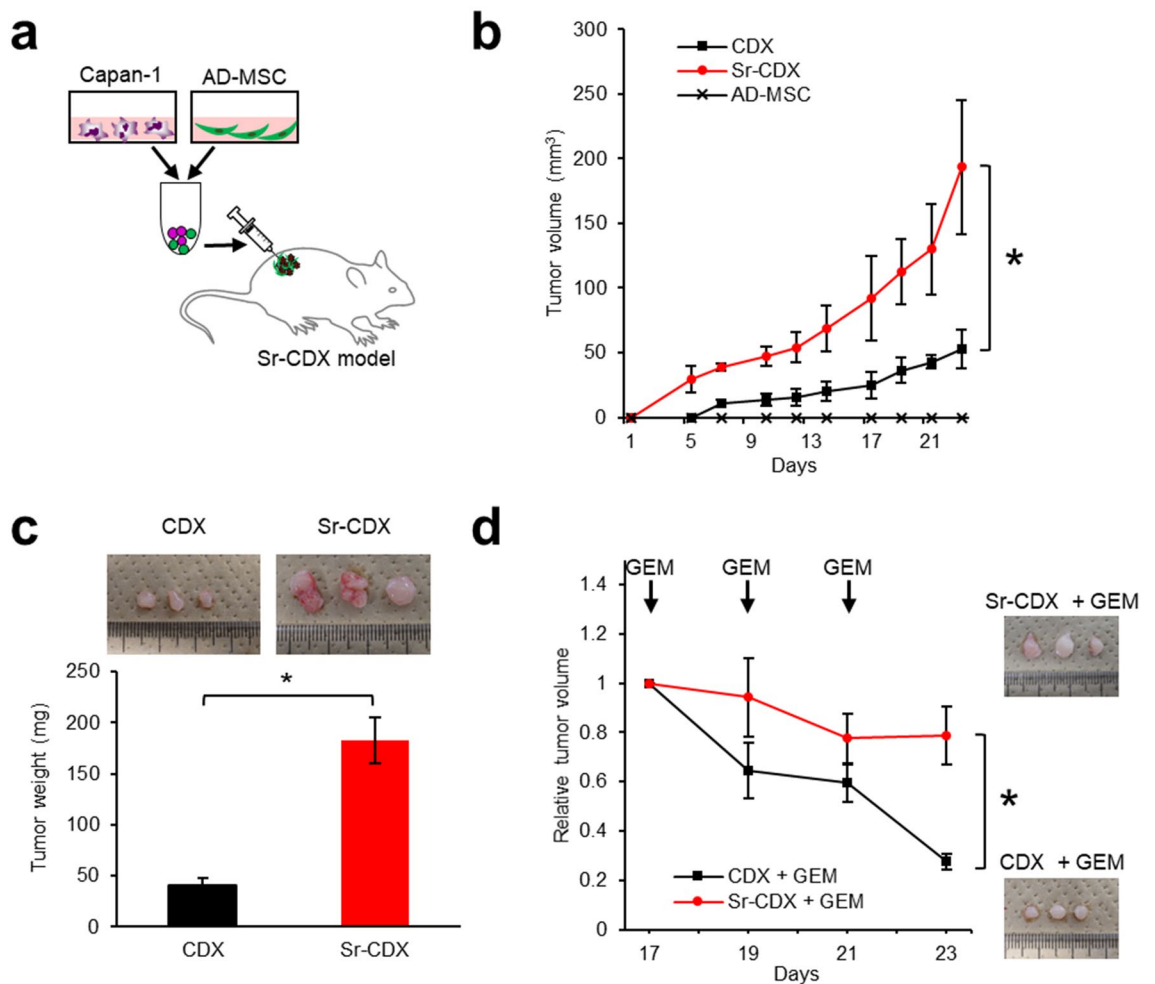 a
Capan-1
AD-MSC
Sr-CDX model
b
300
250
200
150
100
50
0
Tumor volume (mm³)
CDX
Sr-CDX
AD-MSC
*
1
5
9
13
17
21
Days
c
CDX
Sr-CDX
250
200
150
100
50
0
Tumor weight (mg)
*
CDX
Sr-CDX
d
GEM
GEM
GEM
1.4
1.2
1
0.8
0.6
0.4
0.2
0
Relative tumor volume
CDX + GEM
Sr-CDX + GEM
17
19
21
23
Days
*
Sr-CDX + GEM
CDX + GEM